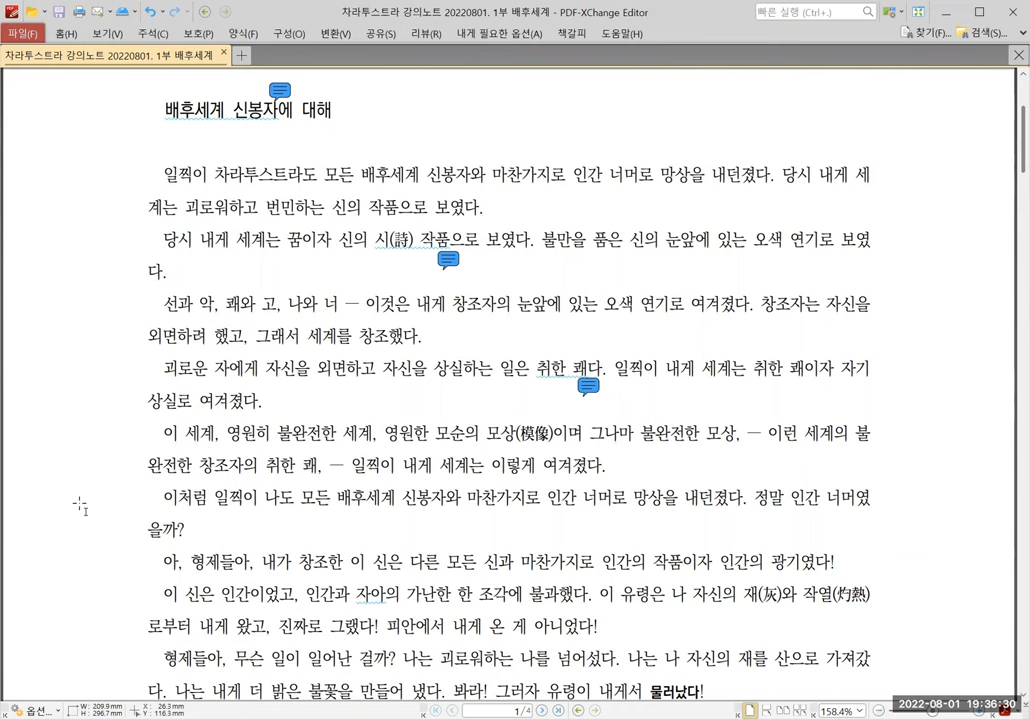 차라투스트라 강의노트 20220801. 1부 배후세계 - PDF-XChange Editor
빠른 실행 (Ctrl+.)
파일(F) 홈(H) 보기(V) 주석(C) 보호(P) 양식(F) 구성(O) 변환(V) 공유(S) 리뷰(R) 내게 필요한 옵션(A) 책갈피 도움말(H)
찾기(F)... 검색(S)...
차라투스트라 강의노트 20220801. 1부 배후세계
배후세계 신봉자에 대해
일찍이 차라투스트라도 모든 배후세계 신봉자와 마찬가지로 인간 너머로 망상을 내던졌다. 당시 내게 세
계는 괴로워하고 번민하는 신의 작품으로 보였다.
당시 내게 세계는 꿈이자 신의 시(詩) 작품으로 보였다. 불만을 품은 신의 눈앞에 있는 오색 연기로 보였
다.
선과 악, 쾌와 고, 나와 너 ― 이것은 내게 창조자의 눈앞에 있는 오색 연기로 여겨졌다. 창조자는 자신을
외면하려 했고, 그래서 세계를 창조했다.
괴로운 자에게 자신을 외면하고 자신을 상실하는 일은 취한 쾌다. 일찍이 내게 세계는 취한 쾌이자 자기
상실로 여겨졌다.
이 세계, 영원히 불완전한 세계, 영원한 모순의 모상(模像)이며 그나마 불완전한 모상, ― 이런 세계의 불
완전한 창조자의 취한 쾌, ― 일찍이 내게 세계는 이렇게 여겨졌다.
이처럼 일찍이 나도 모든 배후세계 신봉자와 마찬가지로 인간 너머로 망상을 내던졌다. 정말 인간 너머였
을까?
아, 형제들아, 내가 창조한 이 신은 다른 모든 신과 마찬가지로 인간의 작품이자 인간의 광기였다!
이 신은 인간이었고, 인간과 자아의 가난한 한 조각에 불과했다. 이 유령은 나 자신의 재(灰)와 작열(灼熱)
로부터 내게 왔고, 진짜로 그랬다! 피안에서 내게 온 게 아니었다!
형제들아, 무슨 일이 일어난 걸까? 나는 괴로워하는 나를 넘어섰다. 나는 나 자신의 재를 산으로 가져갔
다. 나는 내게 더 밝은 불꽃을 만들어 냈다. 봐라! 그러자 유령이 내게서 물러났다!
2022-08-01 19:36:30
옵션... W: 209.9mm H: 296.7mm X: 26.3mm Y: 116.3mm 1/4 158.4%